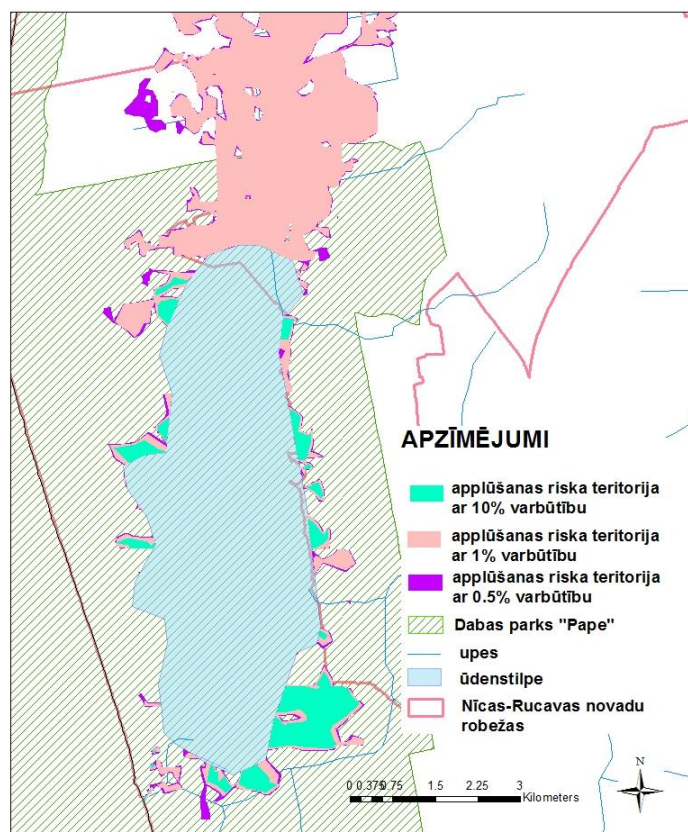 APZĪMĒJUMI
applūšanas riska teritorija
ar 10% varbūtību
applūšanas riska teritorija
ar 1% varbūtību
applūšanas riska teritorija
ar 0.5% varbūtību
Dabas parks "Pape"
upes
ūdenstilpe
Nīcas-Rucavas novadu
robežas
N
0 0.375 0.75 1.5 2.25 3
Kilometers